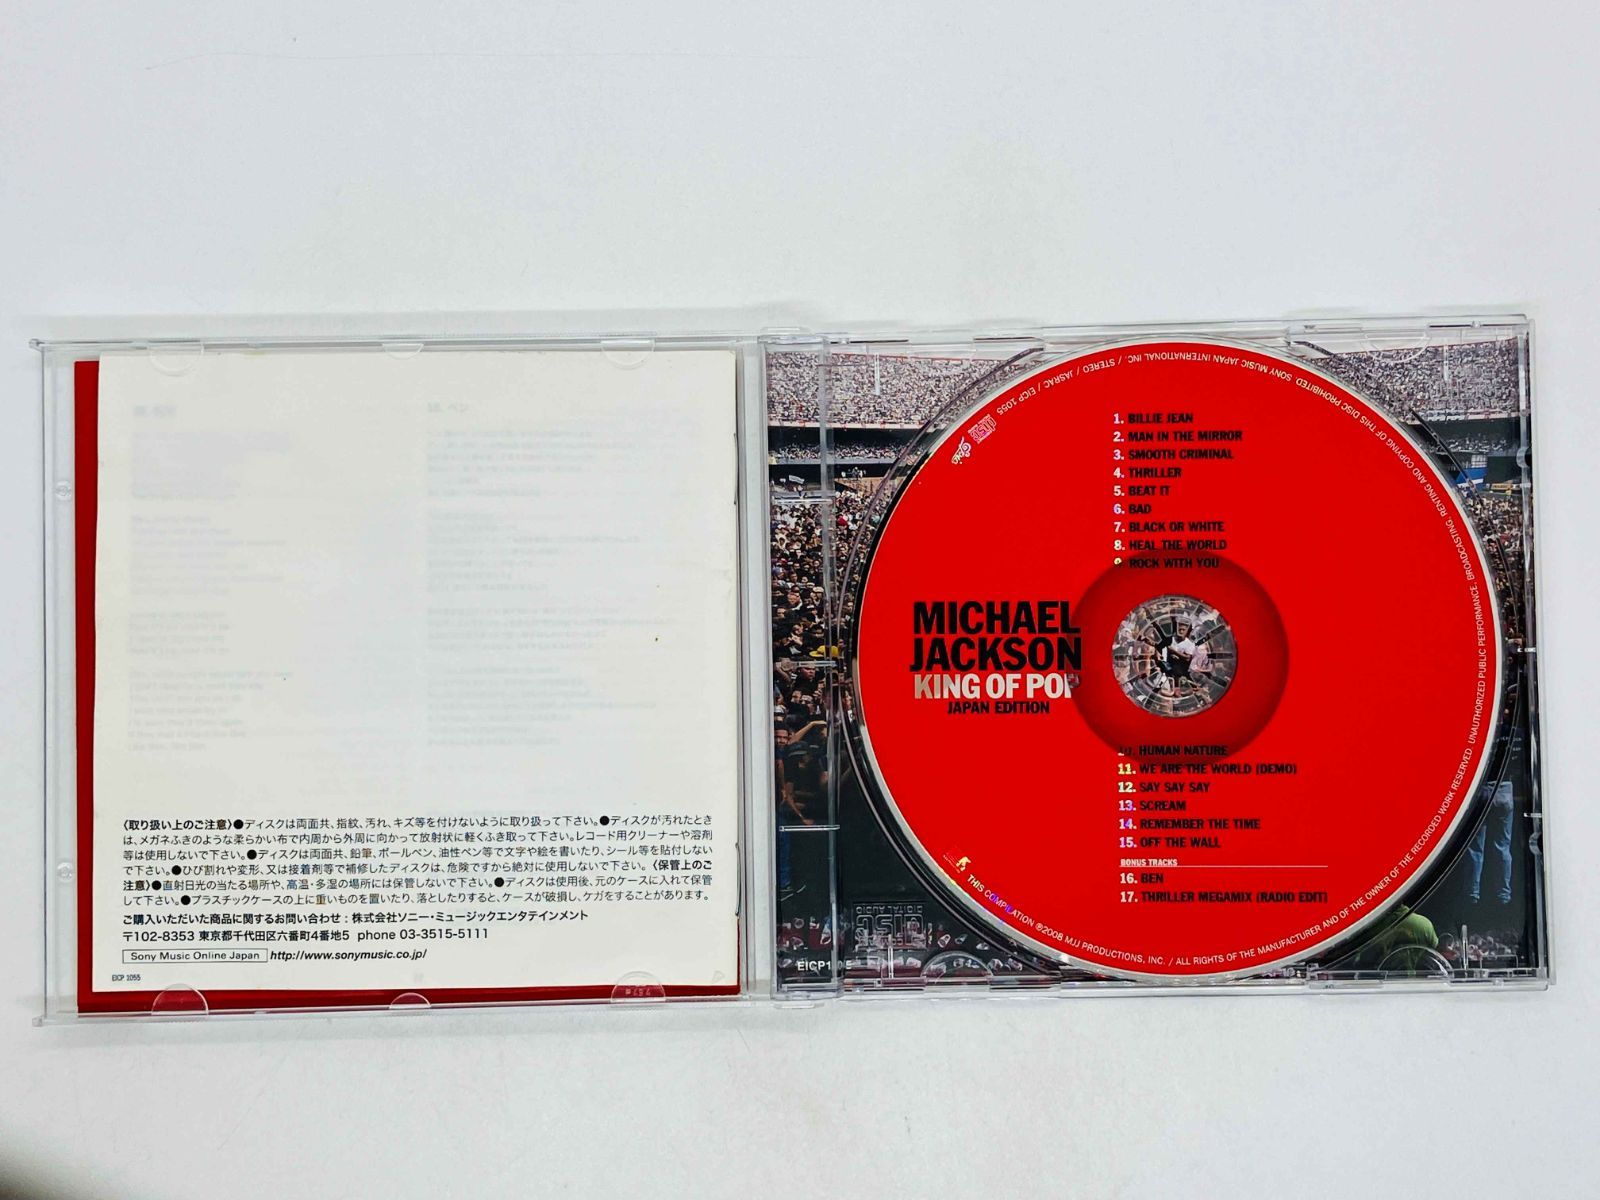 18. ベン
〈取り扱い上のご注意〉●ディスクは両面共、指紋、汚れ、キズ等を付けないように取り扱って下さい。●ディスクが汚れたとき
は、メガネふきのような柔らかい布で内周から外周に向かって放射状に軽くふき取って下さい。レコード用クリーナーや溶剤
等は使用しないで下さい。●ディスクは両面共、鉛筆、ボールペン、油性ペン等で文字や絵を書いたり、シール等を貼付しない
で下さい。●ひび割れや変形、又は接着剤等で補修したディスクは、危険ですから絶対に使用しないで下さい。〈保管上のご
注意〉●直射日光の当たる場所や、高温・多湿の場所には保管しないで下さい。●ディスクは使用後、元のケースに入れて保管
して下さい。●プラスチックケースの上に重いものを置いたり、落としたりすると、ケースが破損し、ケガをすることがあります。
ご購入いただいた商品に関するお問い合わせ：株式会社ソニー・ミュージックエンタテインメント
〒102-8353 東京都千代田区六番町4番地5 phone 03-3515-5111
Sony Music Online Japan http://www.sonymusic.co.jp/
EICP 1055
1. BILLIE JEAN
2. MAN IN THE MIRROR
3. SMOOTH CRIMINAL
4. THRILLER
5. BEAT IT
6. BAD
7. BLACK OR WHITE
8. HEAL THE WORLD
9. ROCK WITH YOU
MICHAEL
JACKSON
KING OF POP
JAPAN EDITION
10. HUMAN NATURE
11. WE ARE THE WORLD (DEMO)
12. SAY SAY SAY
13. SCREAM
14. REMEMBER THE TIME
15. OFF THE WALL
BONUS TRACKS
16. BEN
17. THRILLER MEGAMIX (RADIO EDIT)
THIS COMPILATION ℗2008 MJJ PRODUCTIONS, INC. / ALL RIGHTS OF THE MANUFACTURER AND OF THE OWNER OF THE RECORDED WORK RESERVED. UNAUTHORIZED PUBLIC PERFORMANCE, BROADCASTING, RENTING AND COPYING OF THIS DISC PROHIBITED. SONY MUSIC JAPAN INTERNATIONAL INC. / STEREO / JASRAC / EICP 1055
Epic
disc
DIGITAL AUDIO